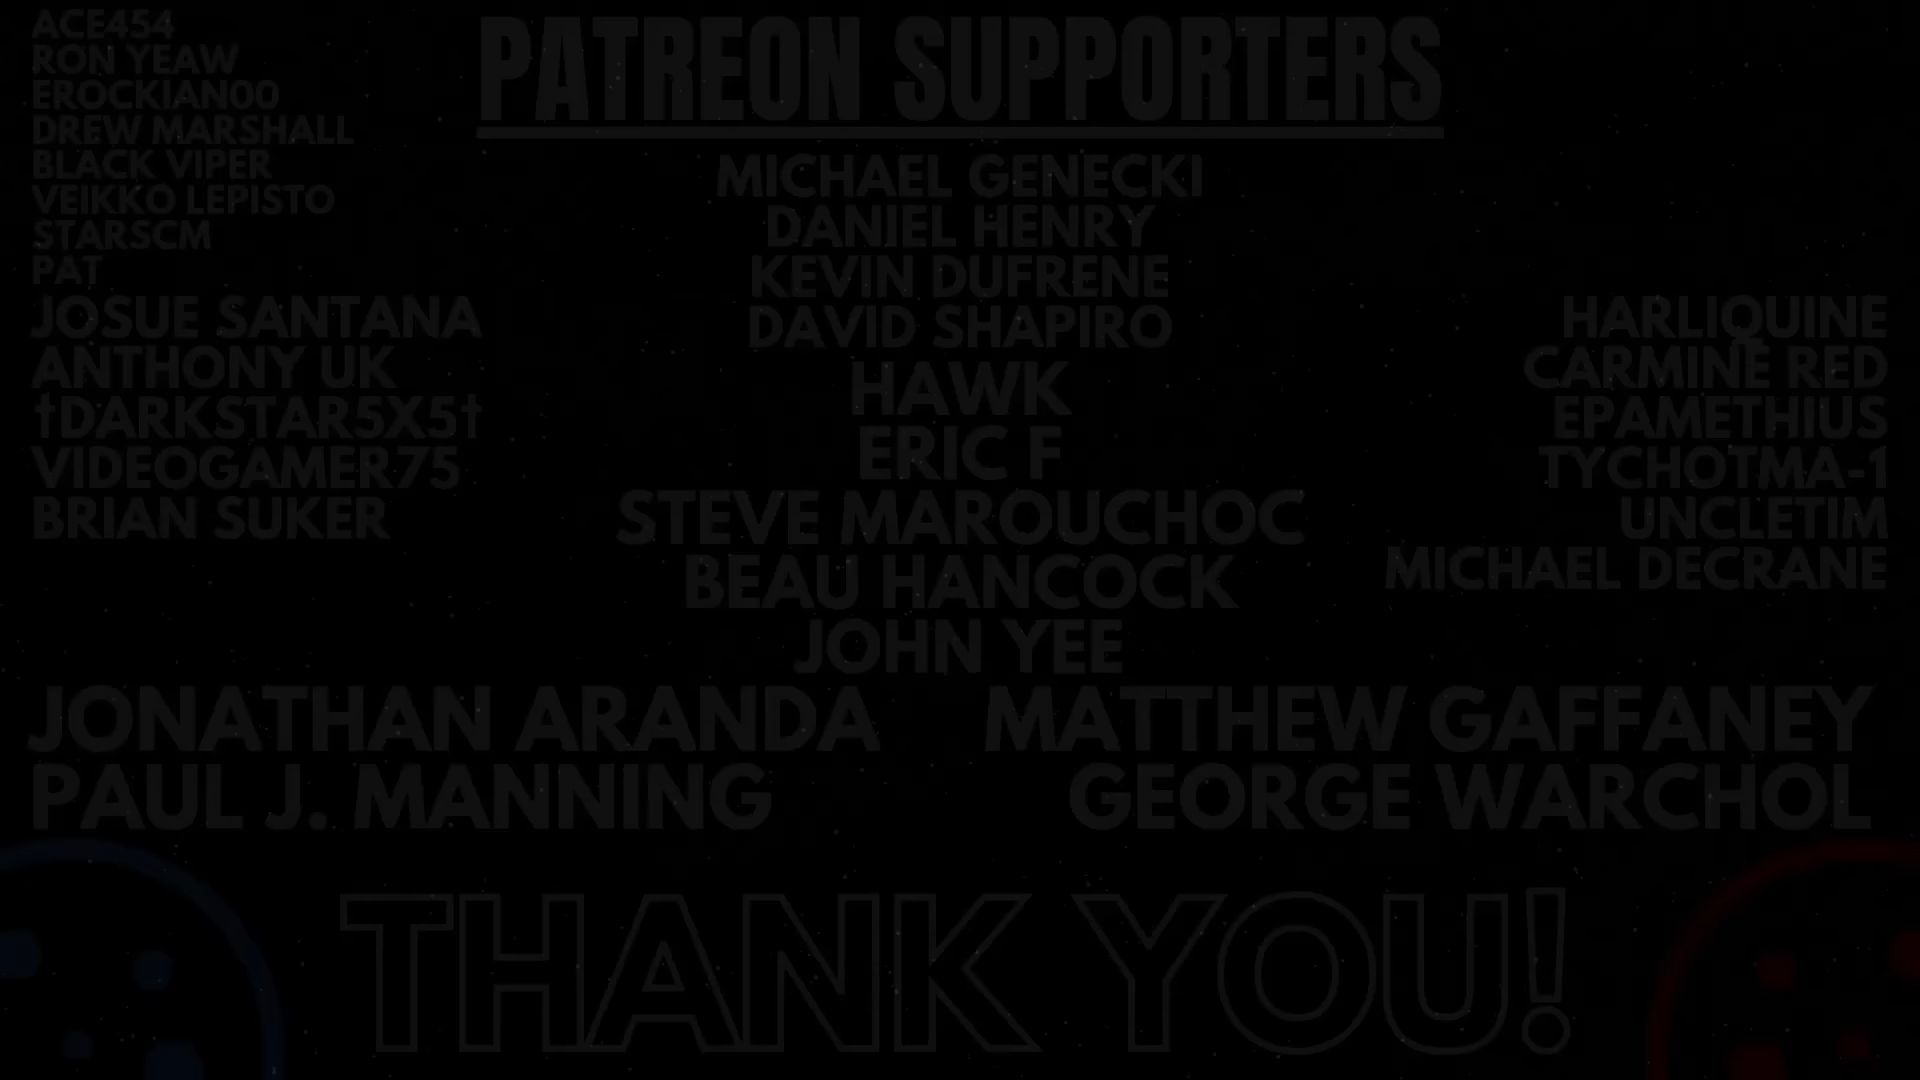 PATREON SUPPORTERS
ACE454
RON YEAW
EROCKIAN00
DREW MARSHALL
BLACK VIPER
VEIKKO LEPISTO
STARSCM
PAT
JOSUE SANTANA
ANTHONY UK
†DARKSTAR5X5†
VIDEOGAMER75
BRIAN SUKER
MICHAEL GENECKI
DANIEL HENRY
KEVIN DUFRENE
DAVID SHAPIRO
HAWK
ERIC F
STEVE MAROUCHOC
BEAU HANCOCK
JOHN YEE
HARLIQUINE
CARMINE RED
EPAMETHIUS
TYCHOTMA-1
UNCLETIM
MICHAEL DECRANE
JONATHAN ARANDA
PAUL J. MANNING
MATTHEW GAFFANEY
GEORGE WARCHOL
THANK YOU!